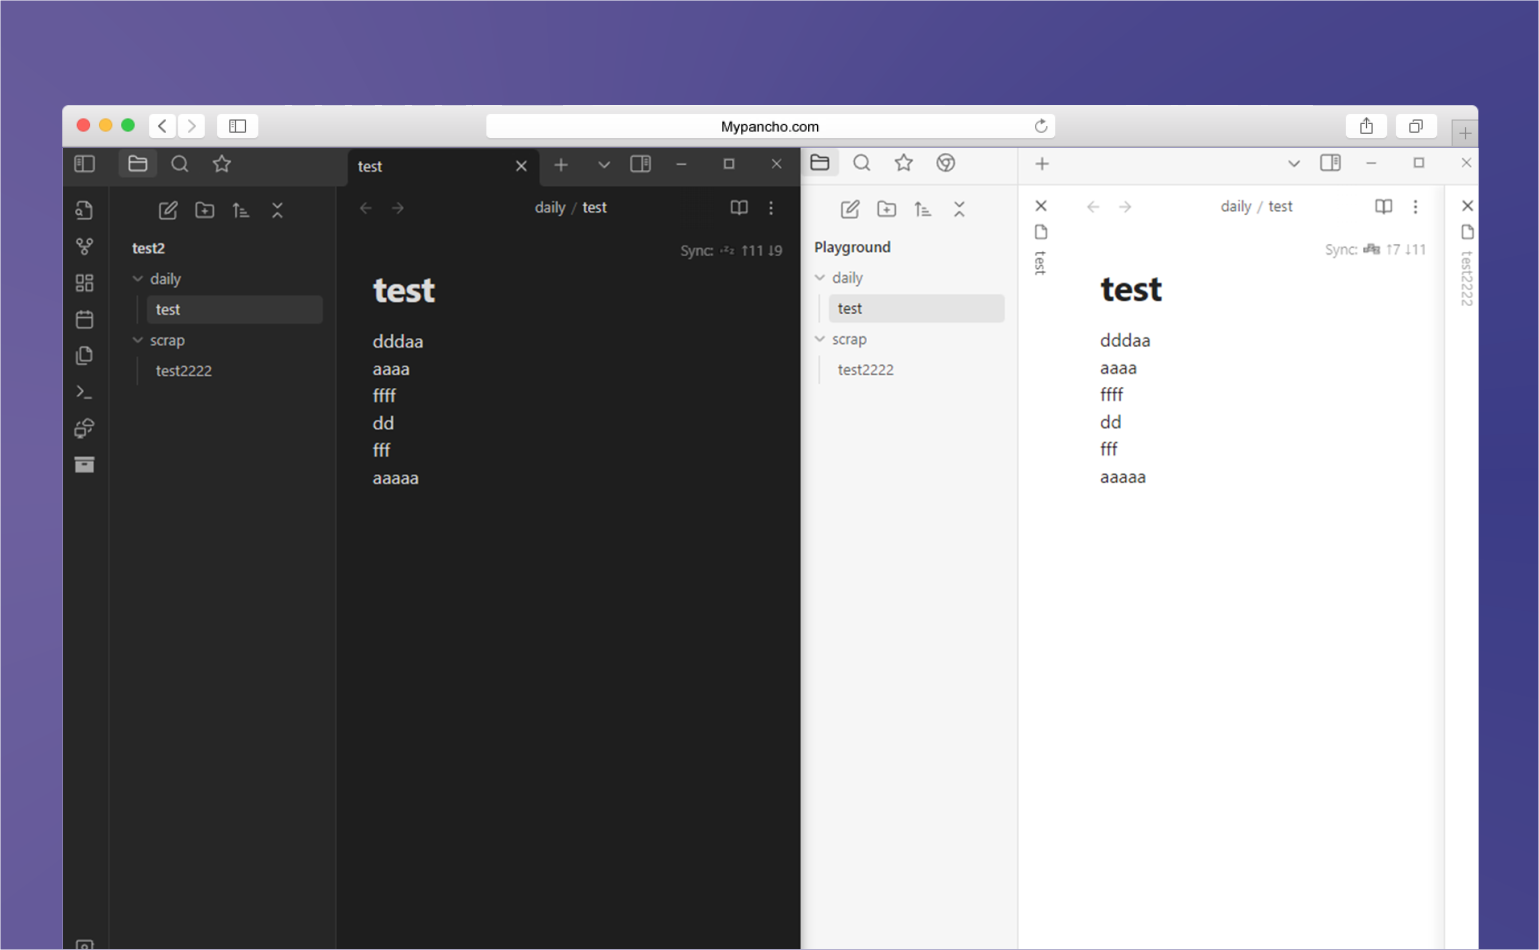 Mypancho.com
test
daily / test
Sync: zZ ↑11 ↓9
test2
daily
test
scrap
test2222
test
dddaa
aaaa
ffff
dd
fff
aaaaa
Playground
daily
test
scrap
test2222
test
daily / test
Sync: ↑7 ↓11
test
dddaa
aaaa
ffff
dd
fff
aaaaa
test2222